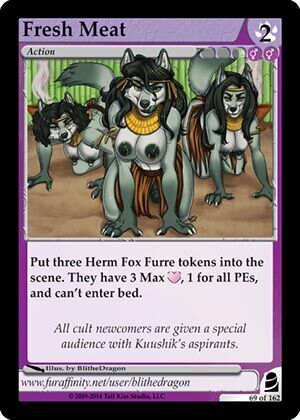 Fresh Meat
2
Action
Put three Herm Fox Furre tokens into the
scene. They have 3 Max , 1 for all PEs,
and can't enter bed.
All cult newcomers are given a special
audience with Kuushik's aspirants.
Illus. by BlitheDragon
www.furaffinity.net/user/blithedragon
© 2009-2014 Tall Kiss Studio, LLC
69 of 162